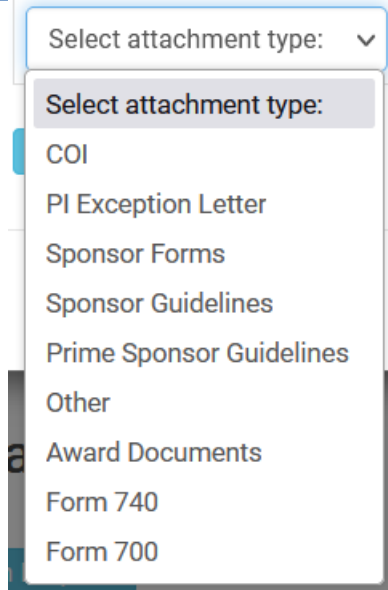 Select attachment type:
Select attachment type:
COI
PI Exception Letter
Sponsor Forms
Sponsor Guidelines
Prime Sponsor Guidelines
Other
Award Documents
Form 740
Form 700